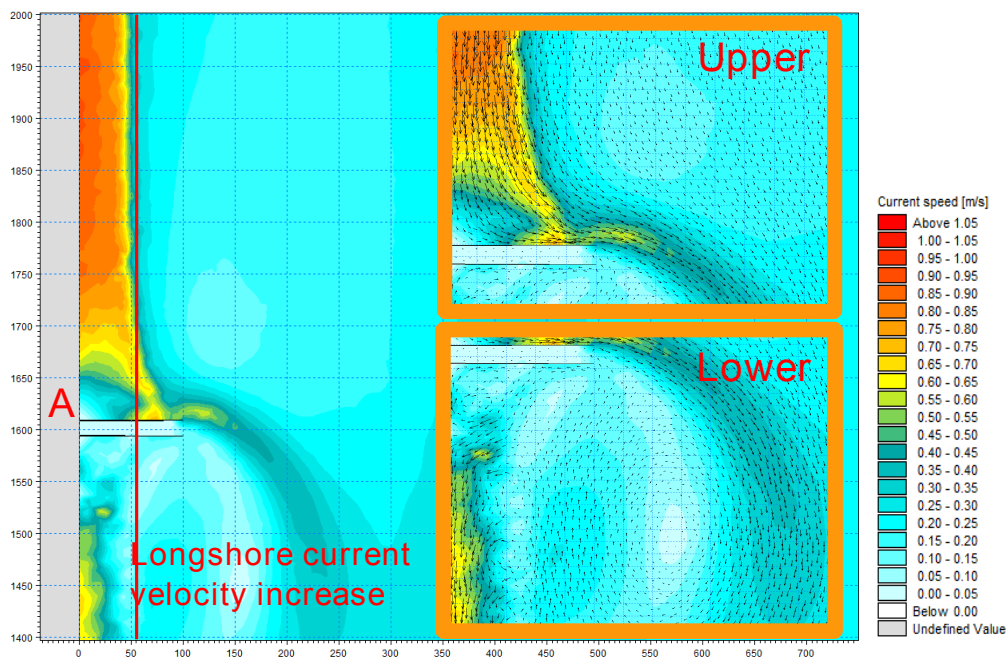 2000
1950
1900
1850
1800
1750
1700
1650
1600
1550
1500
1450
1400
0 50 100 150 200 250 300 350 400 450 500 550 600 650 700
A
Longshore current
velocity increase
Upper
Lower
Current speed [m/s]
Above 1.05
1.00 - 1.05
0.95 - 1.00
0.90 - 0.95
0.85 - 0.90
0.80 - 0.85
0.75 - 0.80
0.70 - 0.75
0.65 - 0.70
0.60 - 0.65
0.55 - 0.60
0.50 - 0.55
0.45 - 0.50
0.40 - 0.45
0.35 - 0.40
0.30 - 0.35
0.25 - 0.30
0.20 - 0.25
0.15 - 0.20
0.10 - 0.15
0.05 - 0.10
0.00 - 0.05
Below 0.00
Undefined Value